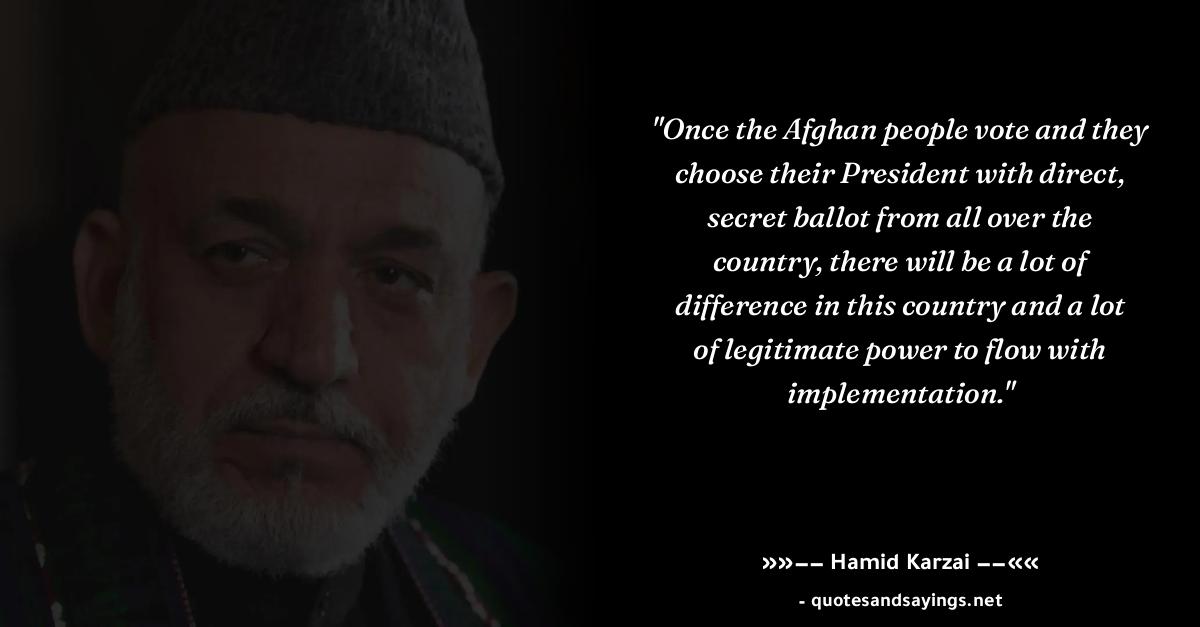 "Once the Afghan people vote and they
choose their President with direct,
secret ballot from all over the
country, there will be a lot of
difference in this country and a lot
of legitimate power to flow with
implementation."
»»−− Hamid Karzai −−««
- quotesandsayings.net